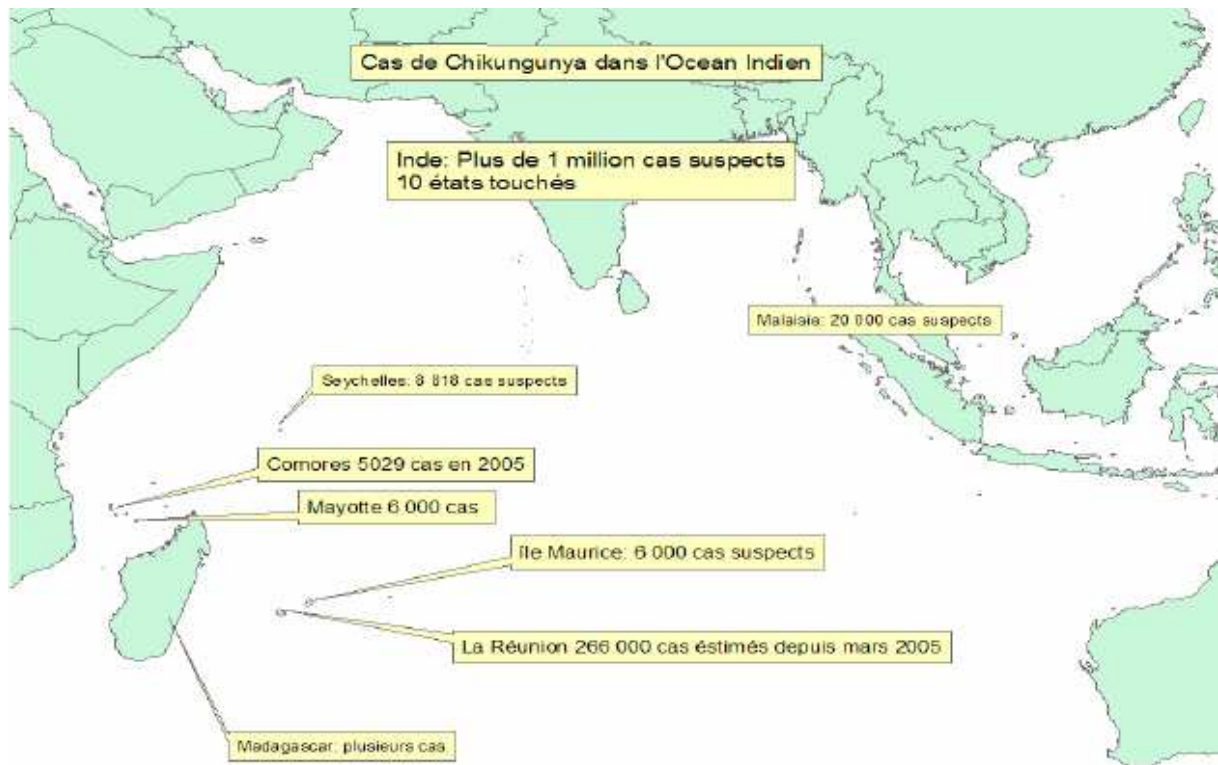 Cas de Chikungunya dans l'Ocean Indien
Inde: Plus de 1 million cas suspects
10 états touchés
Malaisie: 20 000 cas suspects
Seychelles: 8 818 cas suspects
Comores 5029 cas en 2005
Mayotte 6 000 cas
île Maurice: 6 000 cas suspects
La Réunion 266 000 cas éstimés depuis mars 2005
Madagascar: plusieurs cas